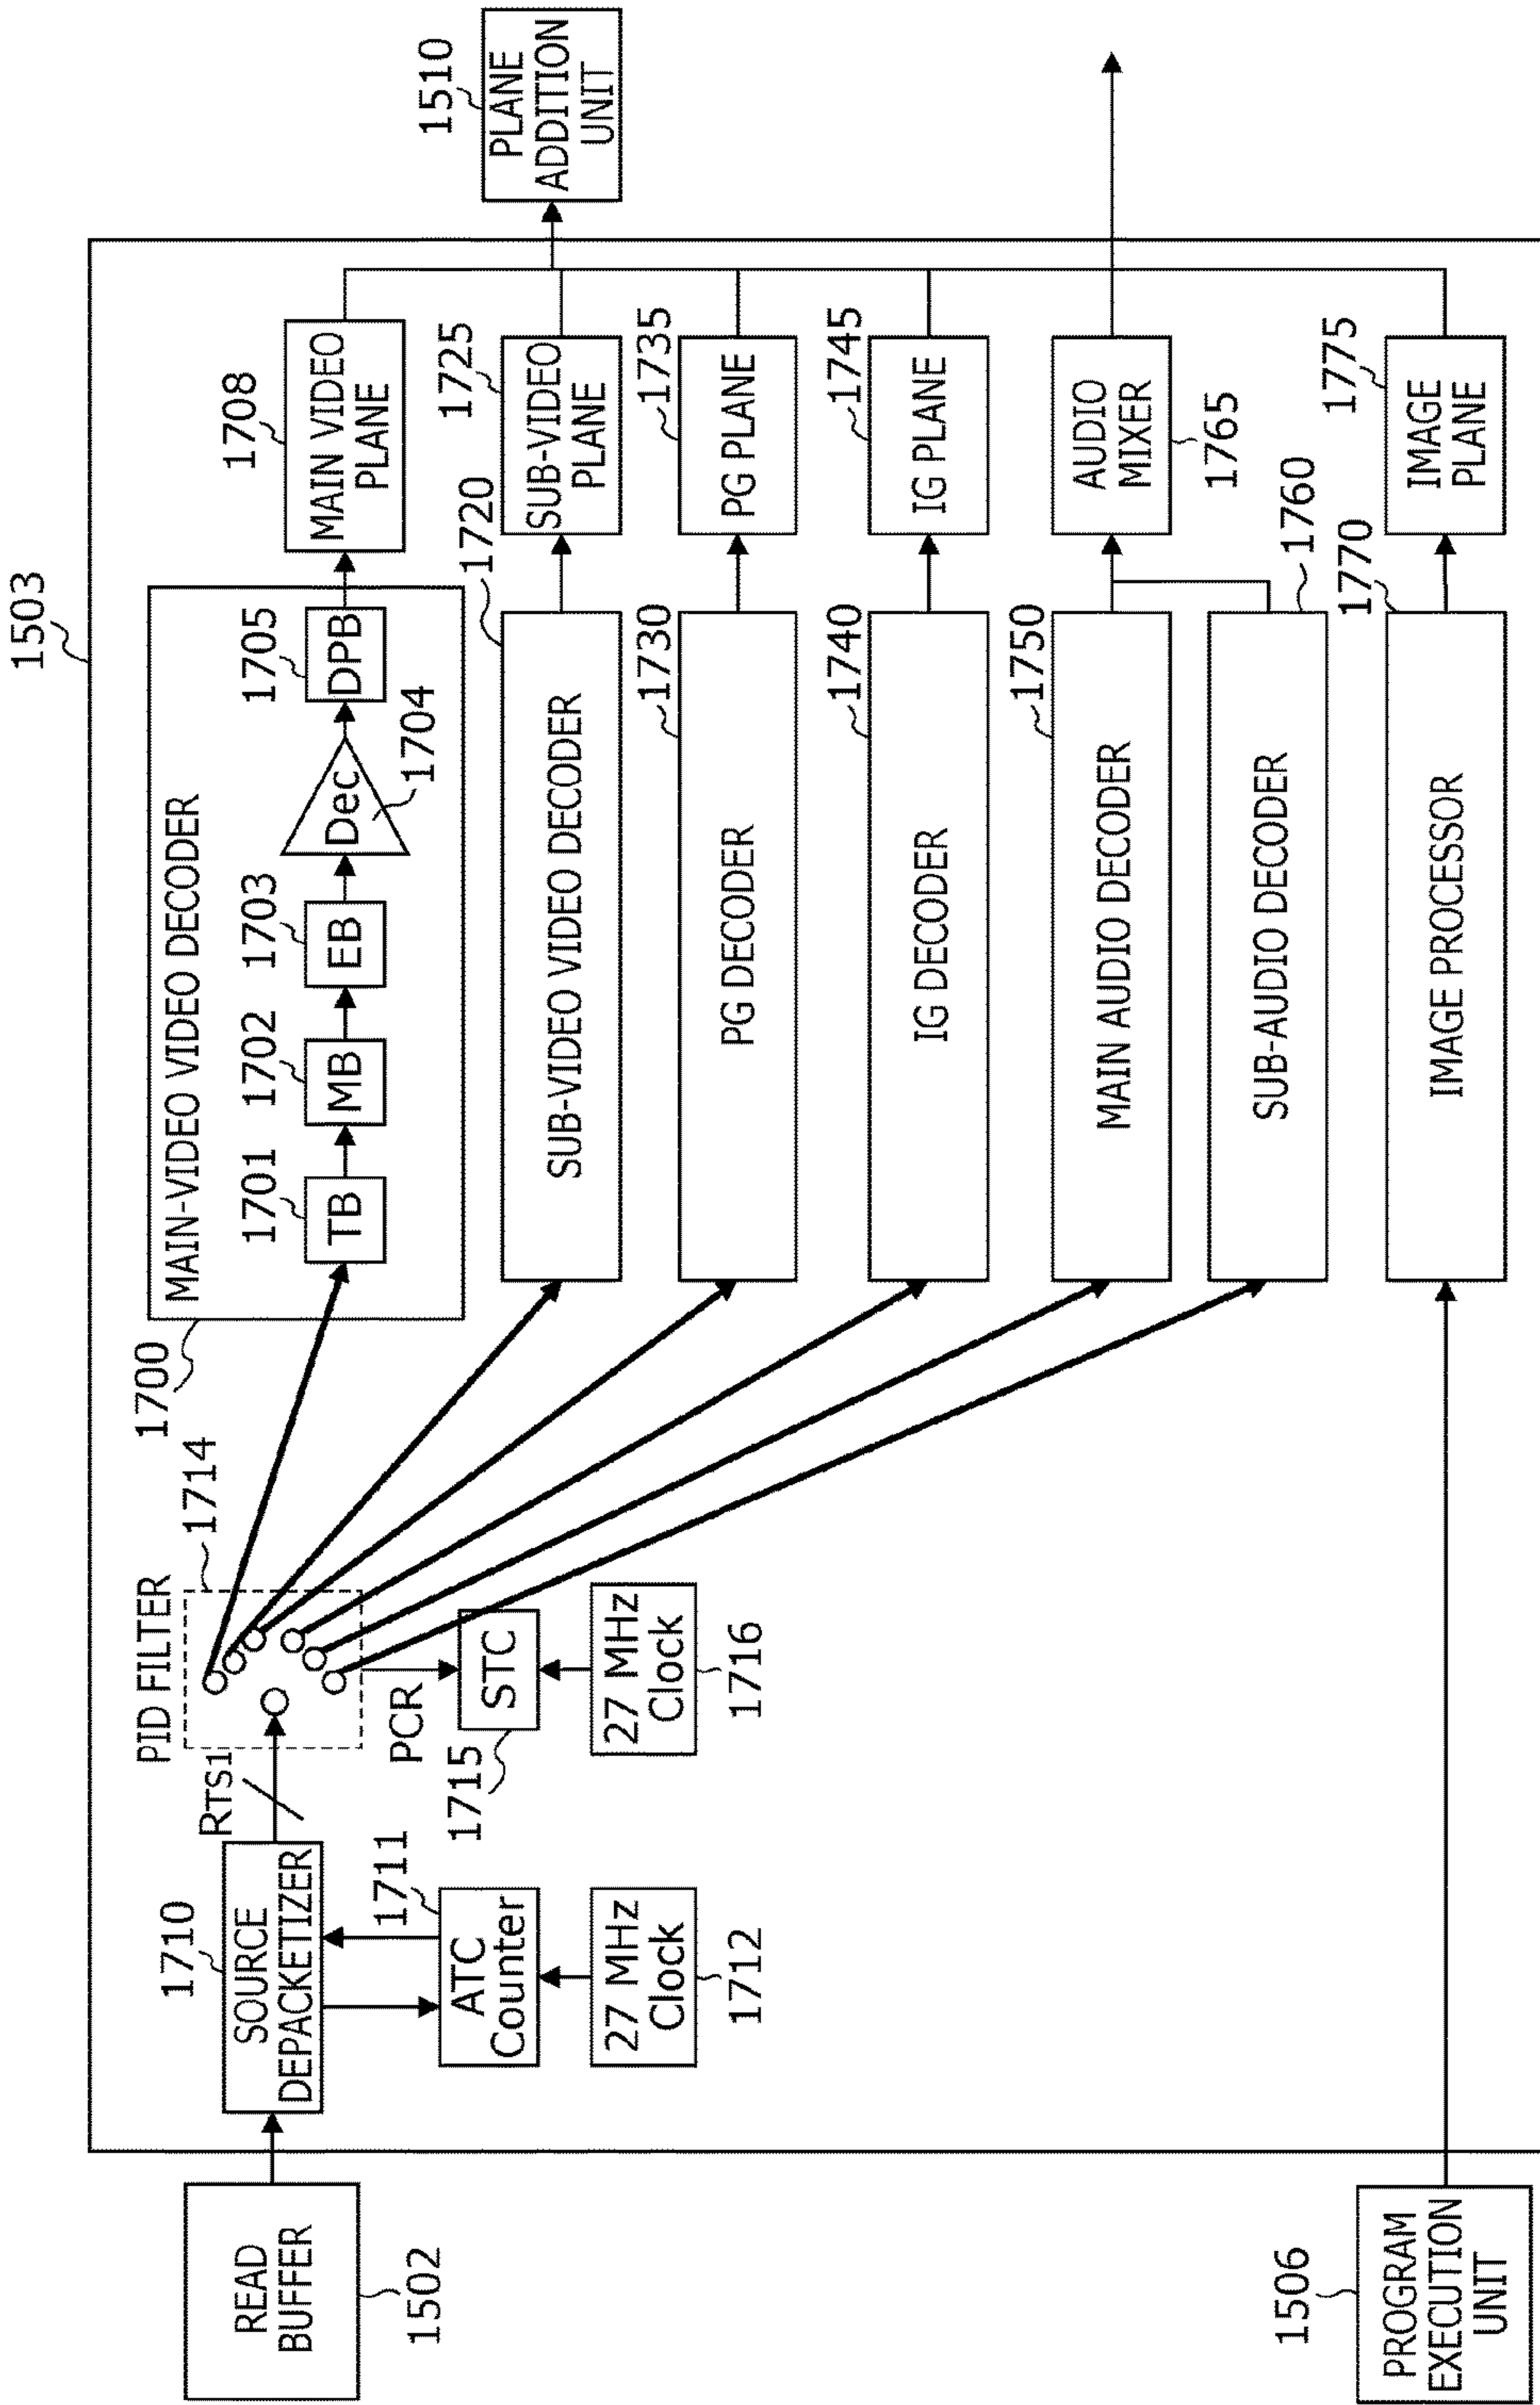 1503
READ
BUFFER
1502
1710
SOURCE
DEPACKETIZER
ATC
Counter
1711
27 MHz
Clock
1712
RTS1
PID FILTER
1714
PCR
STC
1715
27 MHz
Clock
1716
1700
MAIN-VIDEO VIDEO DECODER
1701
TB
1702
MB
1703
EB
Dec
1704
1705
DPB
1708
MAIN VIDEO
PLANE
SUB-VIDEO VIDEO DECODER
1720
SUB-VIDEO
PLANE
1725
PG DECODER
1730
PG PLANE
1735
IG DECODER
1740
IG PLANE
1745
MAIN AUDIO DECODER
1750
AUDIO
MIXER
1765
SUB-AUDIO DECODER
1760
PROGRAM
EXECUTION
UNIT
1506
IMAGE PROCESSOR
1770
IMAGE
PLANE
1775
1510
PLANE
ADDITION
UNIT